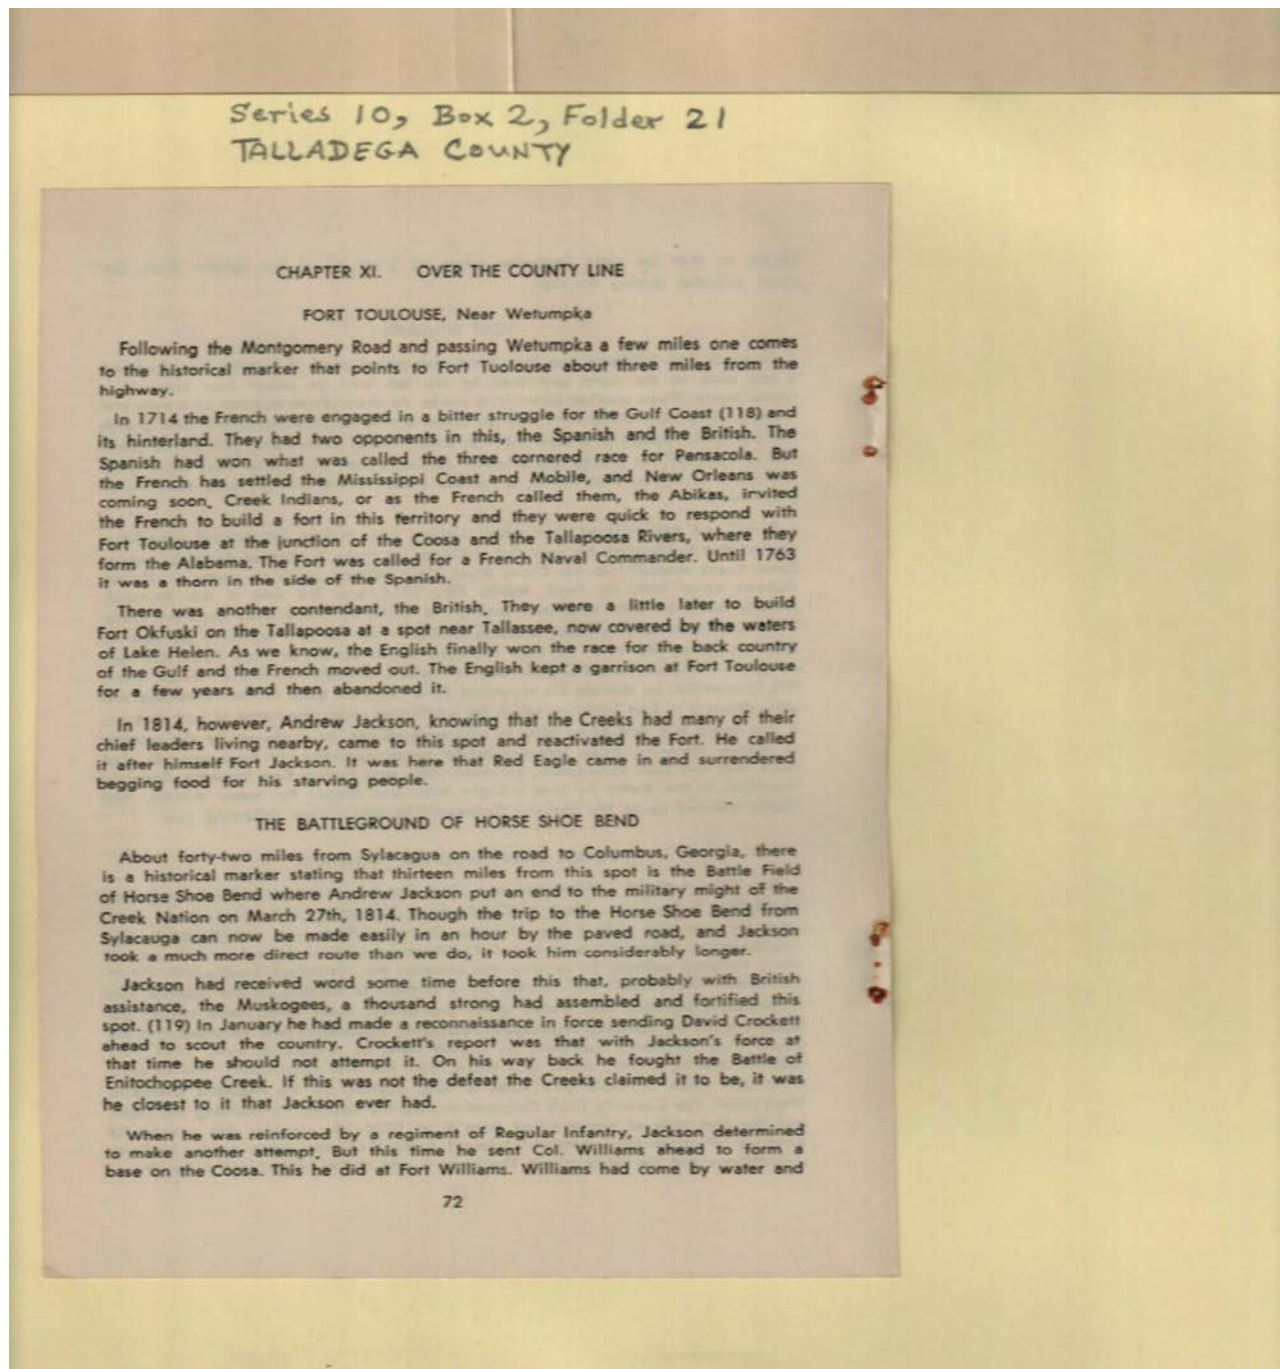 Series 10, Box 2, Folder 21
TALLADEGA COUNTY
CHAPTER XI. OVER THE COUNTY LINE
FORT TOULOUSE, Near Wetumpka
Following the Montgomery Road and passing Wetumpka a few miles one comes
to the historical marker that points to Fort Tuolouse about three miles from the
highway.
In 1714 the French were engaged in a bitter struggle for the Gulf Coast (118) and
its hinterland. They had two opponents in this, the Spanish and the British. The
Spanish had won what was called the three cornered race for Pensacola. But
the French has settled the Mississippi Coast and Mobile, and New Orleans was
coming soon. Creek Indians, or as the French called them, the Abikas, irvited
the French to build a fort in this territory and they were quick to respond with
Fort Toulouse at the junction of the Coosa and the Tallapoosa Rivers, where they
form the Alabama. The Fort was called for a French Naval Commander. Until 1763
it was a thorn in the side of the Spanish.
There was another contendant, the British. They were a little later to build
Fort Okfuski on the Tallapoosa at a spot near Tallassee, now covered by the waters
of Lake Helen. As we know, the English finally won the race for the back country
of the Gulf and the French moved out. The English kept a garrison at Fort Toulouse
for a few years and then abandoned it.
In 1814, however, Andrew Jackson, knowing that the Creeks had many of their
chief leaders living nearby, came to this spot and reactivated the Fort. He called
it after himself Fort Jackson. It was here that Red Eagle came in and surrendered
begging food for his starving people.
THE BATTLEGROUND OF HORSE SHOE BEND
About forty-two miles from Sylacagua on the road to Columbus, Georgia, there
is a historical marker stating that thirteen miles from this spot is the Battle Field
of Horse Shoe Bend where Andrew Jackson put an end to the military might of the
Creek Nation on March 27th, 1814. Though the trip to the Horse Shoe Bend from
Sylacauga can now be made easily in an hour by the paved road, and Jackson
took a much more direct route than we do, it took him considerably longer.
Jackson had received word some time before this that, probably with British
assistance, the Muskogees, a thousand strong had assembled and fortified this
spot. (119) In January he had made a reconnaissance in force sending David Crockett
ahead to scout the country. Crockett's report was that with Jackson's force at
that time he should not attempt it. On his way back he fought the Battle of
Enitochoppee Creek. If this was not the defeat the Creeks claimed it to be, it was
he closest to it that Jackson ever had.
When he was reinforced by a regiment of Regular Infantry, Jackson determined
to make another attempt. But this time he sent Col. Williams ahead to form a
base on the Coosa. This he did at Fort Williams. Williams had come by water and
72